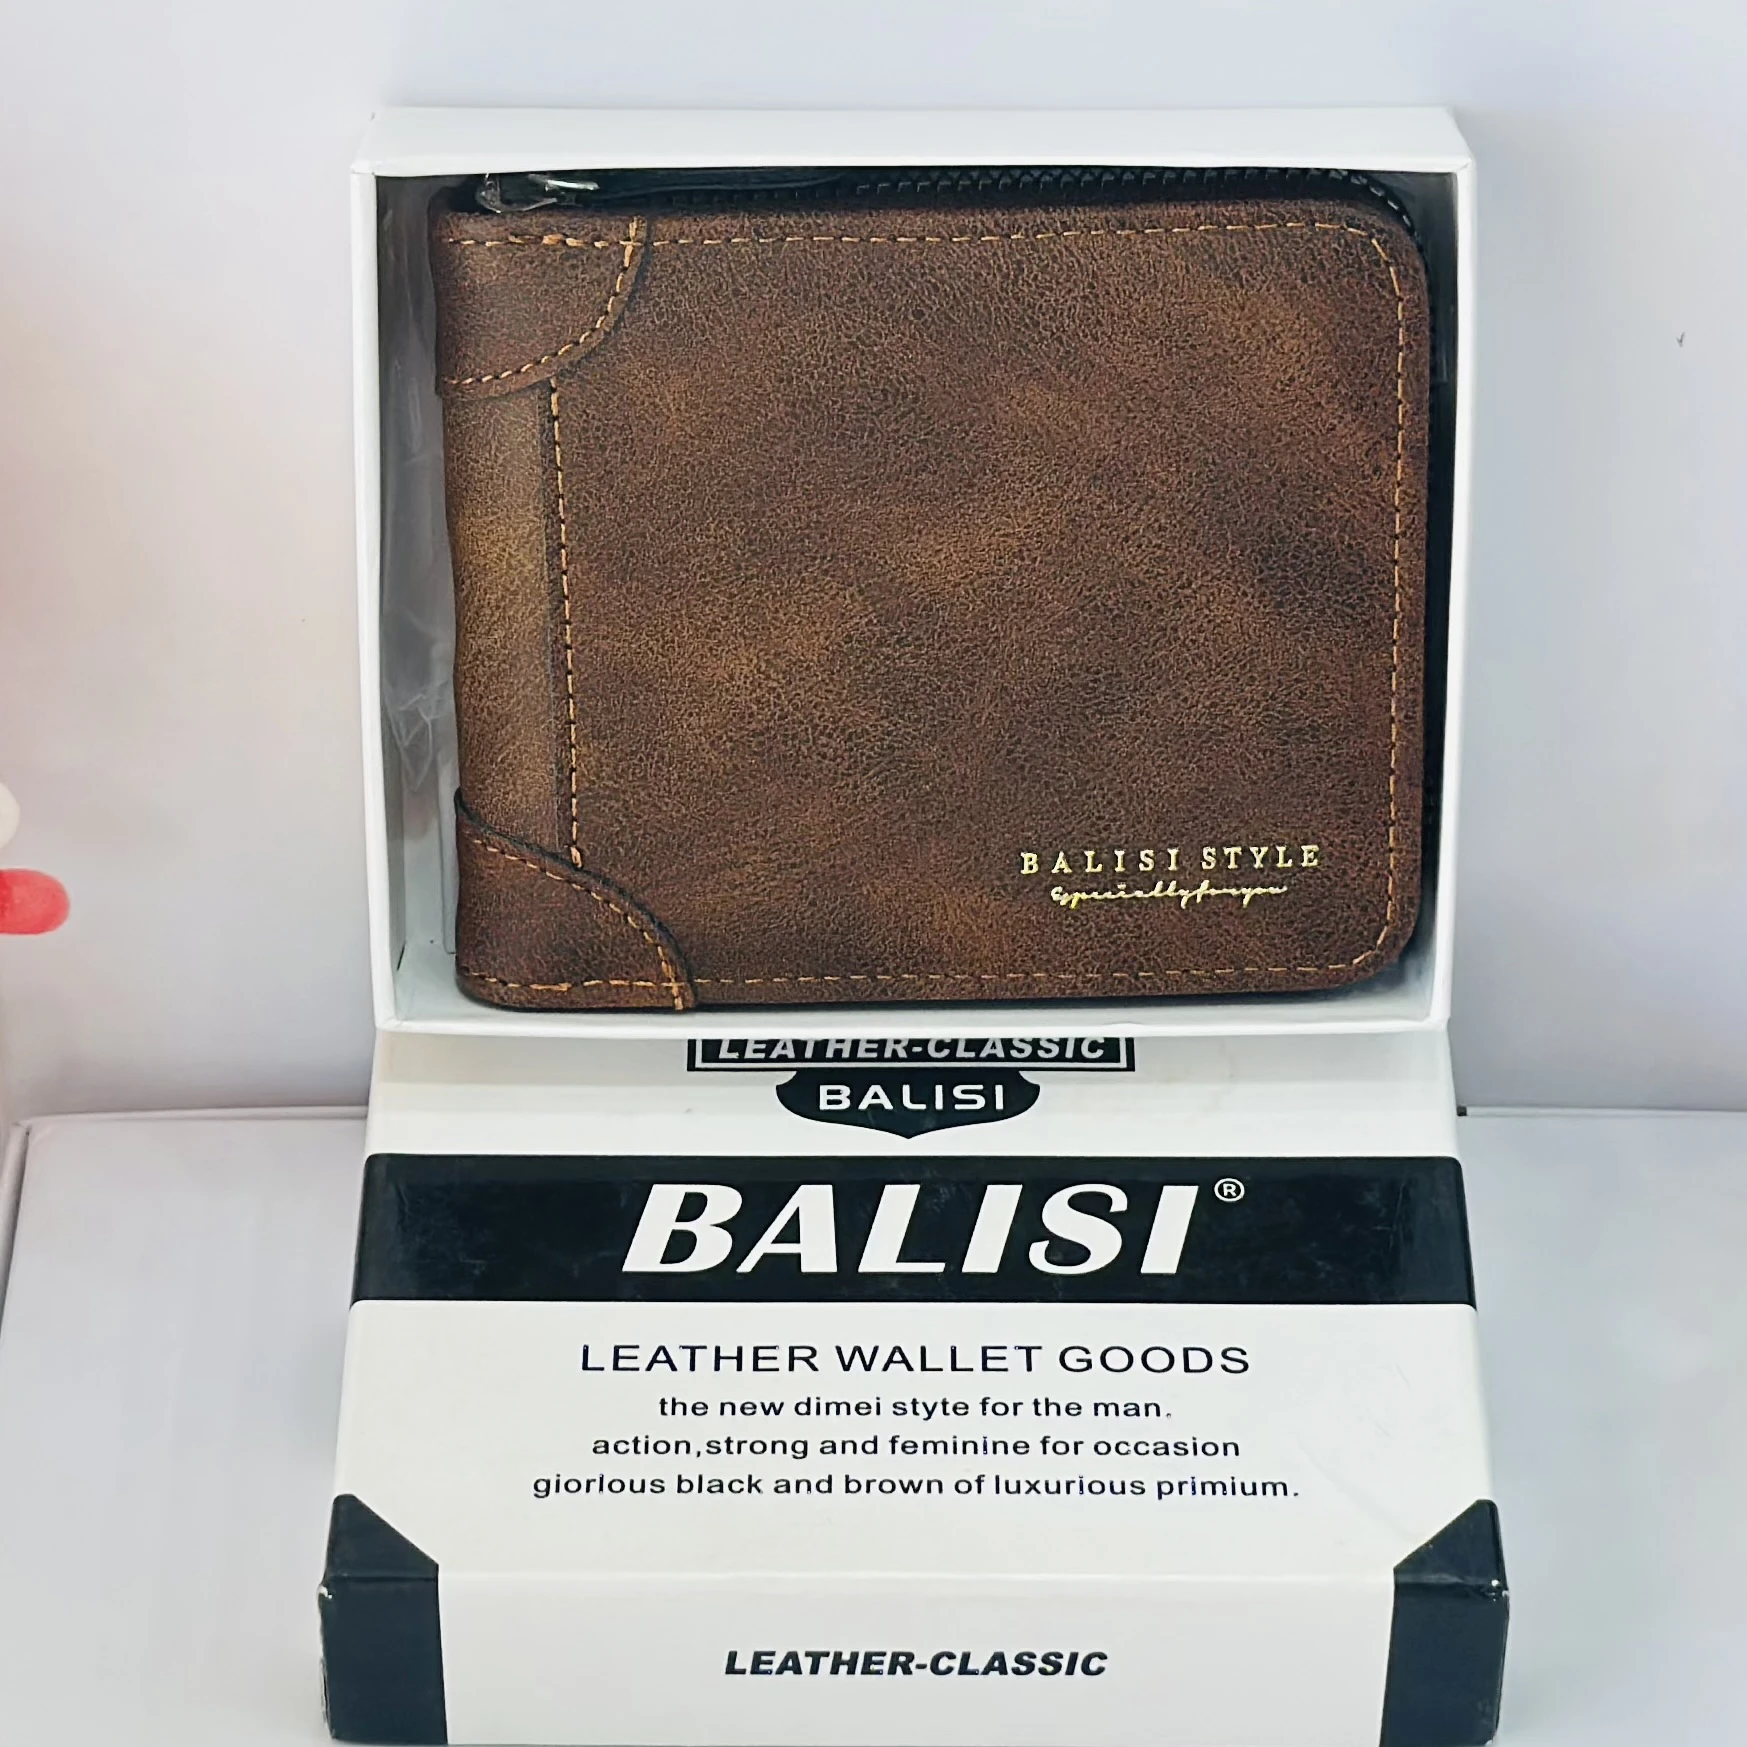 BALISI STYLE
Especially for you
LEATHER-CLASSIC
BALISI
BALISI®
LEATHER WALLET GOODS
the new dimei styte for the man.
action,strong and feminine for occasion
giorlous black and brown of luxurious primium.
LEATHER-CLASSIC